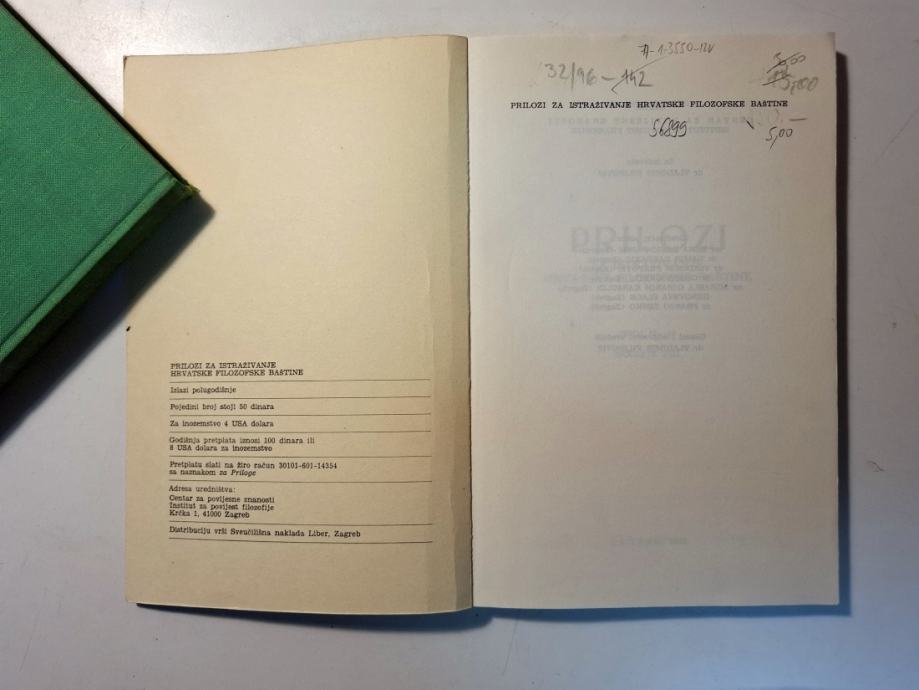 PRILOZI ZA ISTRAŽIVANJE
HRVATSKE FILOZOFSKE BAŠTINE
Izlazi polugodišnje
Pojedini broj stoji 50 dinara
Za inozemstvo 4 USA dolara
Godišnja pretplata iznosi 100 dinara ili
8 USA dolara za inozemstvo
Pretplatu slati na žiro račun 30101-601-14354
sa naznakom za Priloge
Adresa uredništva:
Centar za povijesne znanosti
Institut za povijest filozofije
Krčka 1, 41000 Zagreb
Distribuciju vrši Sveučilišna naklada Liber, Zagreb
32/96-142
PRILOZI ZA ISTRAŽIVANJE HRVATSKE FILOZOFSKE BAŠTINE
56899
5,00